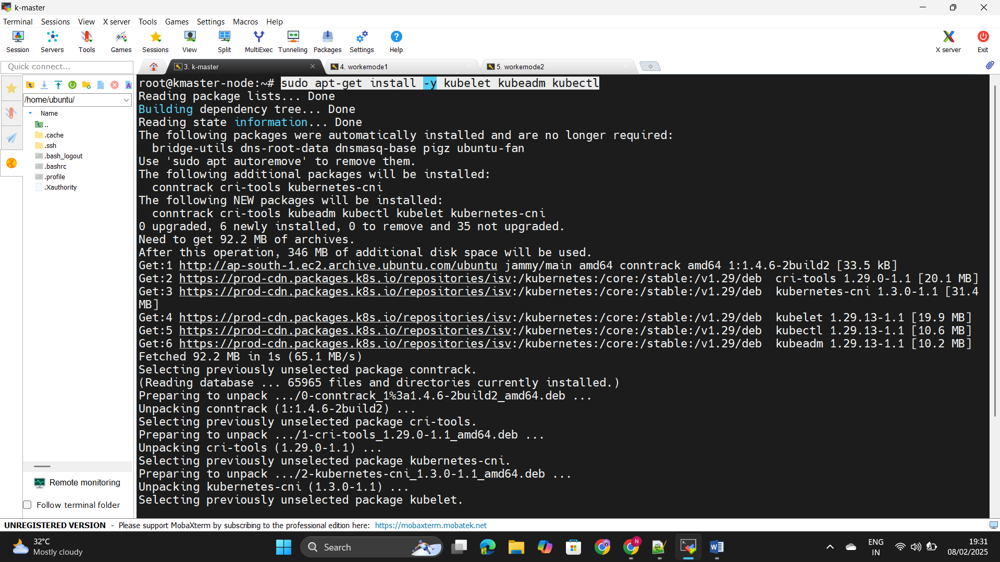 k-master
Terminal Sessions View X server Tools Games Settings Macros Help
Session Servers Tools Games Sessions View Split MultiExec Tunneling Packages Settings Help X server Exit
Quick connect...
3. k-master
4. workernode1
5. workernode2
/home/ubuntu/
Name
..
.cache
.ssh
.bash_logout
.bashrc
.profile
.Xauthority
Remote monitoring
Follow terminal folder
root@kmaster-node:~# sudo apt-get install -y kubelet kubeadm kubectl
Reading package lists... Done
Building dependency tree... Done
Reading state information... Done
The following packages were automatically installed and are no longer required:
  bridge-utils dns-root-data dnsmasq-base pigz ubuntu-fan
Use 'sudo apt autoremove' to remove them.
The following additional packages will be installed:
  conntrack cri-tools kubernetes-cni
The following NEW packages will be installed:
  conntrack cri-tools kubeadm kubectl kubelet kubernetes-cni
0 upgraded, 6 newly installed, 0 to remove and 35 not upgraded.
Need to get 92.2 MB of archives.
After this operation, 346 MB of additional disk space will be used.
Get:1 http://ap-south-1.ec2.archive.ubuntu.com/ubuntu jammy/main amd64 conntrack amd64 1:1.4.6-2build2 [33.5 kB]
Get:2 https://prod-cdn.packages.k8s.io/repositories/isv:/kubernetes:/core:/stable:/v1.29/deb  cri-tools 1.29.0-1.1 [20.1 MB]
Get:3 https://prod-cdn.packages.k8s.io/repositories/isv:/kubernetes:/core:/stable:/v1.29/deb  kubernetes-cni 1.3.0-1.1 [31.4
MB]
Get:4 https://prod-cdn.packages.k8s.io/repositories/isv:/kubernetes:/core:/stable:/v1.29/deb  kubelet 1.29.13-1.1 [19.9 MB]
Get:5 https://prod-cdn.packages.k8s.io/repositories/isv:/kubernetes:/core:/stable:/v1.29/deb  kubectl 1.29.13-1.1 [10.6 MB]
Get:6 https://prod-cdn.packages.k8s.io/repositories/isv:/kubernetes:/core:/stable:/v1.29/deb  kubeadm 1.29.13-1.1 [10.2 MB]
Fetched 92.2 MB in 1s (65.1 MB/s)
Selecting previously unselected package conntrack.
(Reading database ... 65965 files and directories currently installed.)
Preparing to unpack .../0-conntrack_1%3a1.4.6-2build2_amd64.deb ...
Unpacking conntrack (1:1.4.6-2build2) ...
Selecting previously unselected package cri-tools.
Preparing to unpack .../1-cri-tools_1.29.0-1.1_amd64.deb ...
Unpacking cri-tools (1.29.0-1.1) ...
Selecting previously unselected package kubernetes-cni.
Preparing to unpack .../2-kubernetes-cni_1.3.0-1.1_amd64.deb ...
Unpacking kubernetes-cni (1.3.0-1.1) ...
Selecting previously unselected package kubelet.
UNREGISTERED VERSION - Please support MobaXterm by subscribing to the professional edition here: https://mobaxterm.mobatek.net
32°C
Mostly cloudy
Search
ENG
IN
19:31
08/02/2025